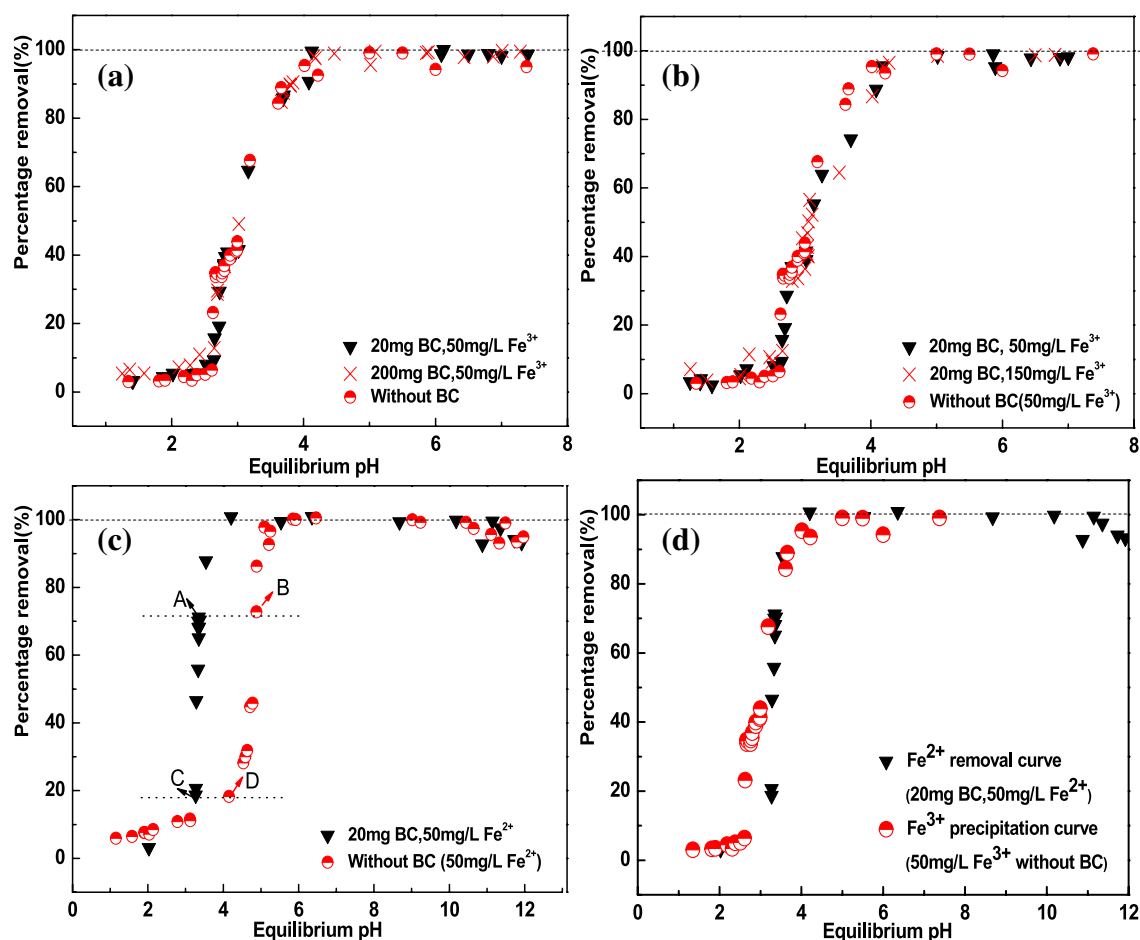 (a)
Percentage removal(%)
100
80
60
40
20
0
2
4
6
8
Equilibrium pH
20mg BC,50mg/L Fe³⁺
200mg BC,50mg/L Fe³⁺
Without BC
(b)
Percentage removal(%)
100
80
60
40
20
0
0
2
4
6
8
Equilibrium pH
20mg BC, 50mg/L Fe³⁺
20mg BC,150mg/L Fe³⁺
Without BC(50mg/L Fe³⁺)
(c)
Percentage removal(%)
100
80
60
40
20
0
A
B
C
D
0
2
4
6
8
10
12
Equilibrium pH
20mg BC,50mg/L Fe²⁺
Without BC (50mg/L Fe²⁺)
(d)
Percentage removal(%)
100
80
60
40
20
0
0
2
4
6
8
10
12
Equilibrium pH
Fe²⁺ removal curve
(20mg BC,50mg/L Fe²⁺)
Fe³⁺ precipitation curve
(50mg/L Fe³⁺ without BC)